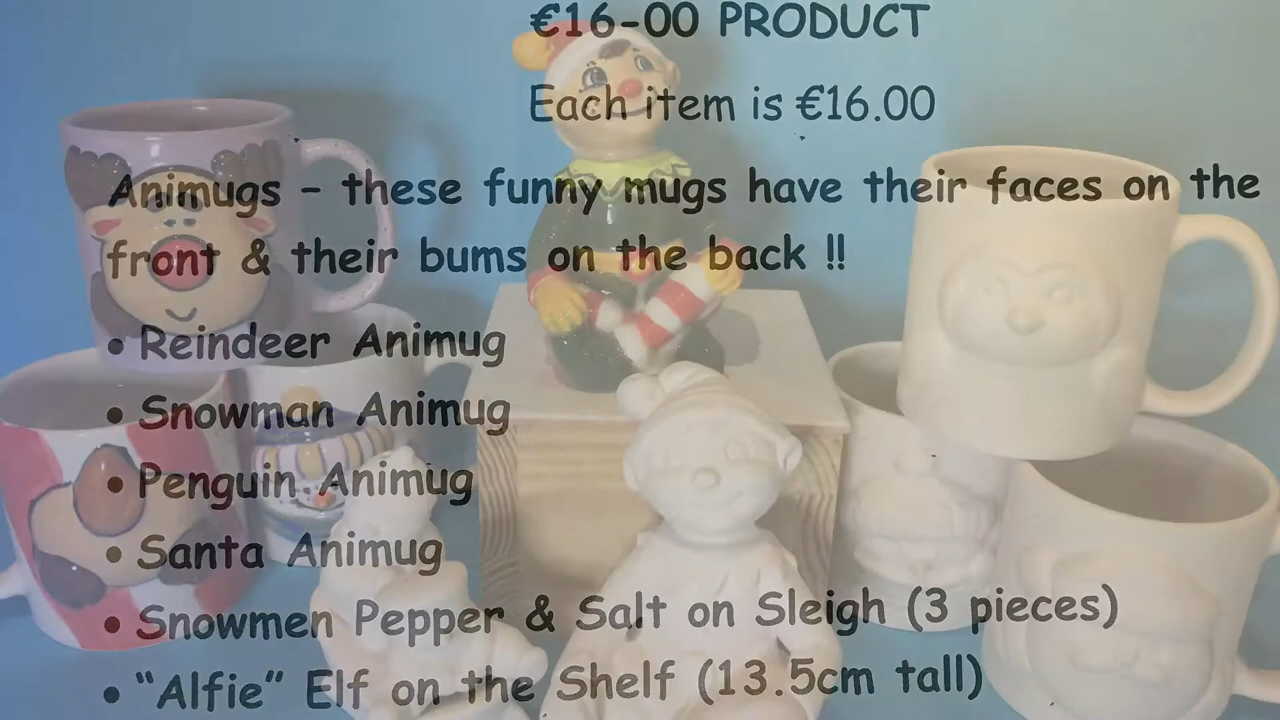 €16-00 PRODUCT
Each item is €16.00
Animugs – these funny mugs have their faces on the
front & their bums on the back !!
• Reindeer Animug
• Snowman Animug
• Penguin Animug
• Santa Animug
• Snowmen Pepper & Salt on Sleigh (3 pieces)
• “Alfie” Elf on the Shelf (13.5cm tall)